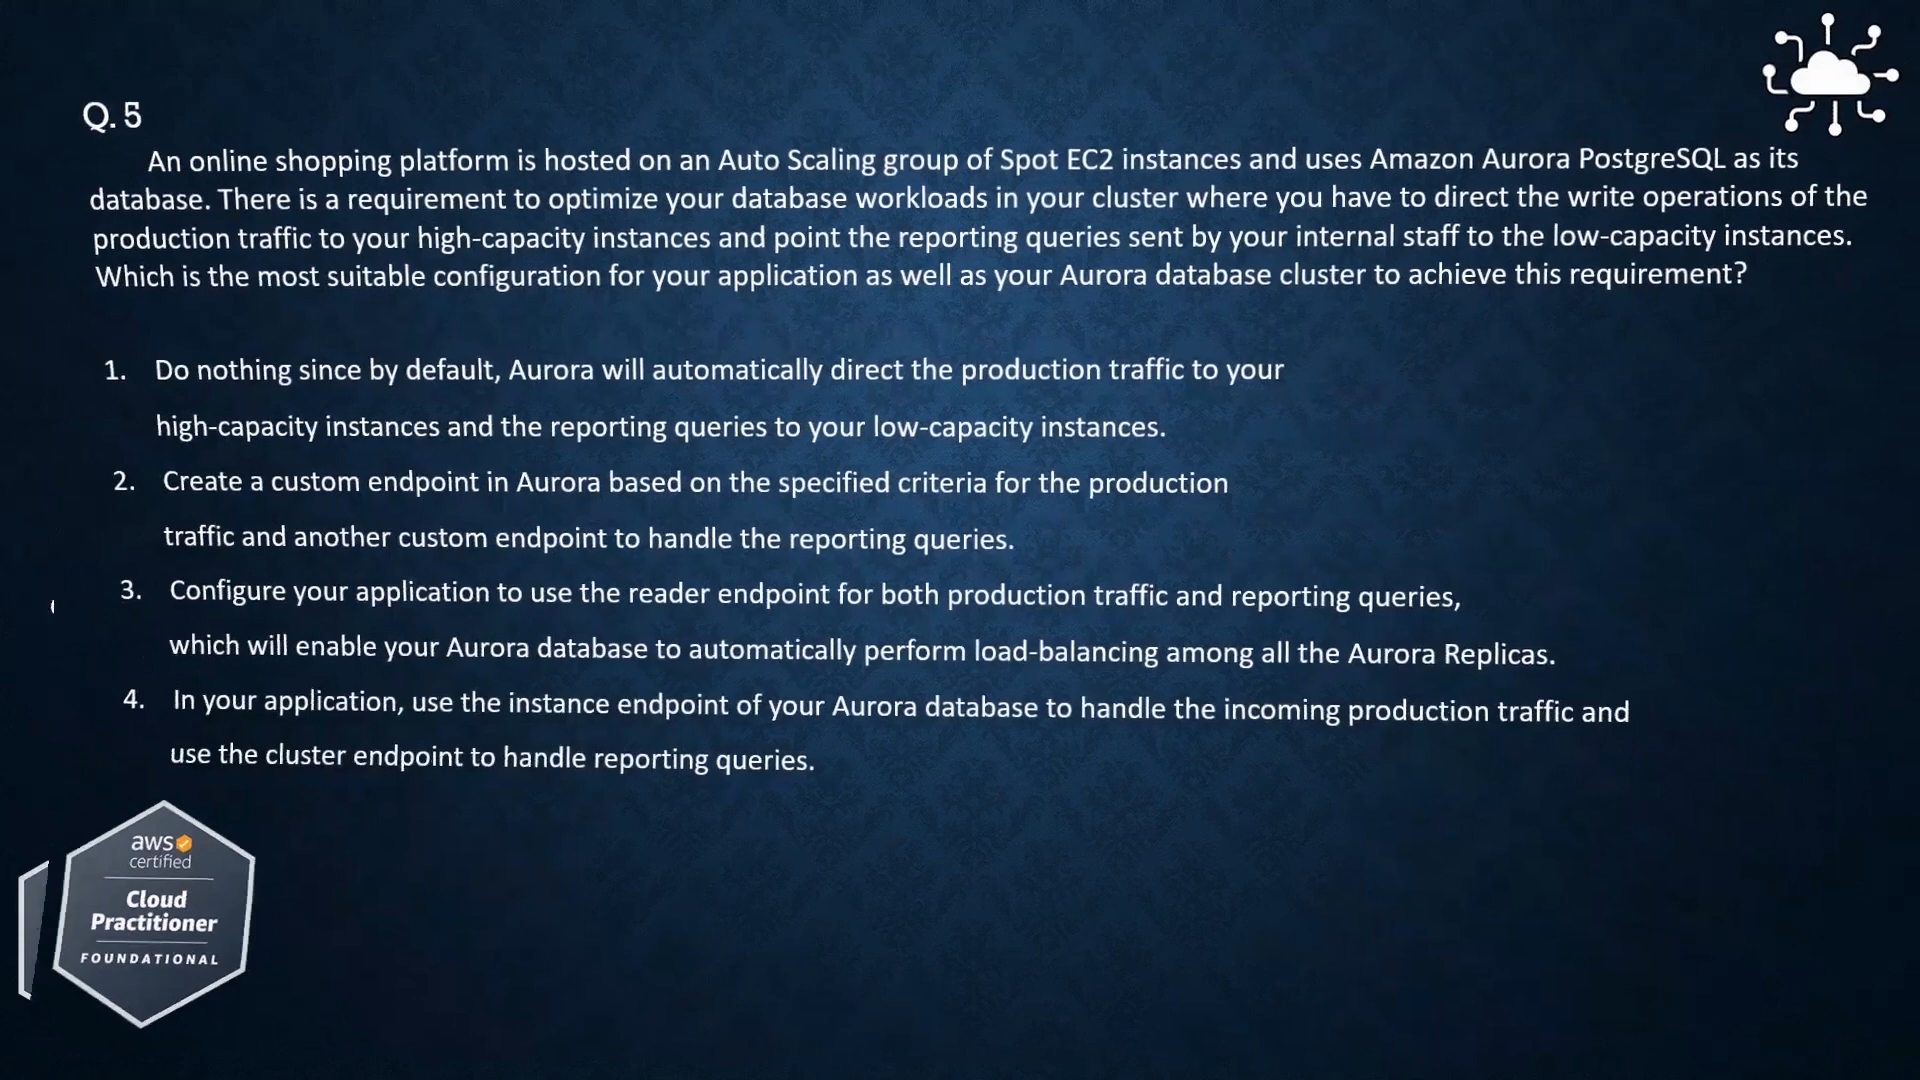 Q. 5
An online shopping platform is hosted on an Auto Scaling group of Spot EC2 instances and uses Amazon Aurora PostgreSQL as its
database. There is a requirement to optimize your database workloads in your cluster where you have to direct the write operations of the
production traffic to your high-capacity instances and point the reporting queries sent by your internal staff to the low-capacity instances.
Which is the most suitable configuration for your application as well as your Aurora database cluster to achieve this requirement?
1. Do nothing since by default, Aurora will automatically direct the production traffic to your
high-capacity instances and the reporting queries to your low-capacity instances.
2. Create a custom endpoint in Aurora based on the specified criteria for the production
traffic and another custom endpoint to handle the reporting queries.
3. Configure your application to use the reader endpoint for both production traffic and reporting queries,
which will enable your Aurora database to automatically perform load-balancing among all the Aurora Replicas.
4. In your application, use the instance endpoint of your Aurora database to handle the incoming production traffic and
use the cluster endpoint to handle reporting queries.
aws
certified
Cloud
Practitioner
FOUNDATIONAL